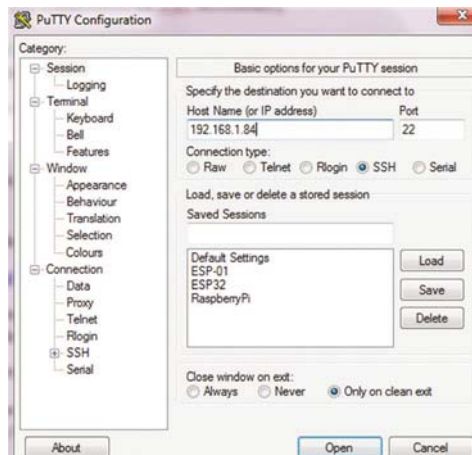 PuTTY Configuration
Category:
Session
Logging
Terminal
Keyboard
Bell
Features
Window
Appearance
Behaviour
Translation
Selection
Colours
Connection
Data
Proxy
Telnet
Rlogin
SSH
Serial
Basic options for your PuTTY session
Specify the destination you want to connect to
Host Name (or IP address) Port
192.168.1.84 22
Connection type:
Raw Telnet Rlogin SSH Serial
Load, save or delete a stored session
Saved Sessions
Default Settings
ESP-01
ESP32
RaspberryPi
Load
Save
Delete
Close window on exit:
Always Never Only on clean exit
About Open Cancel